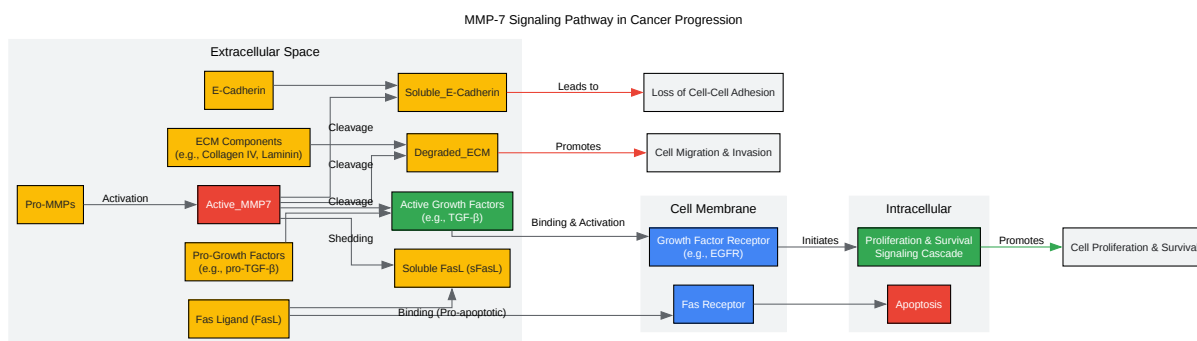 MMP-7 Signaling Pathway in Cancer Progression
Extracellular Space
E-Cadherin
Soluble_E-Cadherin
Leads to
Loss of Cell-Cell Adhesion
Cleavage
ECM Components
(e.g., Collagen IV, Laminin)
Degraded_ECM
Promotes
Cell Migration & Invasion
Cleavage
Pro-MMPs
Activation
Active_MMP7
Cleavage
Active Growth Factors
(e.g., TGF-β)
Binding & Activation
Shedding
Pro-Growth Factors
(e.g., pro-TGF-β)
Soluble FasL (sFasL)
Fas Ligand (FasL)
Binding (Pro-apoptotic)
Cell Membrane
Growth Factor Receptor
(e.g., EGFR)
Initiates
Fas Receptor
Intracellular
Proliferation & Survival
Signaling Cascade
Promotes
Cell Proliferation & Survival
Apoptosis